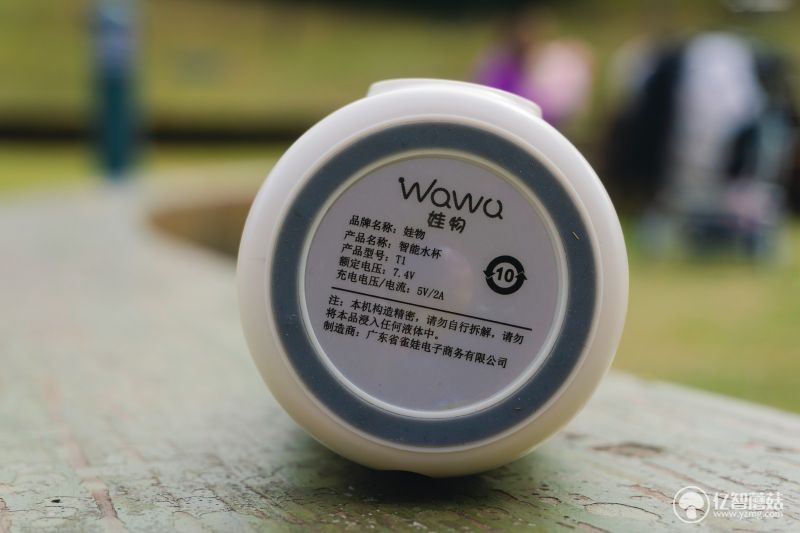 wawa
娃物
品牌名称：娃物
产品名称：智能水杯
产品型号：T1
额定电压：7.4V
充电电压/电流：5V/2A
10
注：本机构造精密，请勿自行拆解，请勿
将本品浸入任何液体中。
制造商：广东省雀娃电子商务有限公司
亿智蘑菇
www.yzmg.com